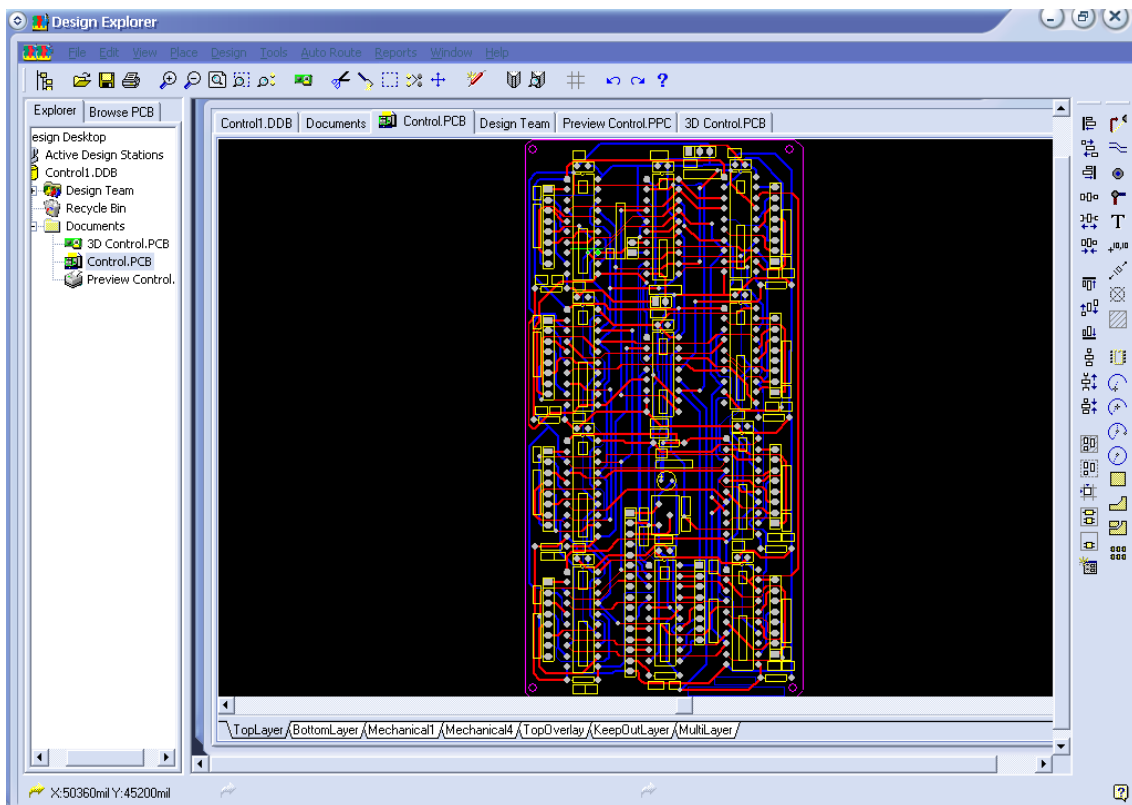 Design Explorer
File Edit View Place Design Tools Auto Route Reports Window Help
Explorer Browse PCB
Control1.DDB Documents Control.PCB Design Team Preview Control.PPC 3D Control.PCB
esign Desktop
Active Design Stations
Control1.DDB
Design Team
Recycle Bin
Documents
3D Control.PCB
Control.PCB
Preview Control.
T
+10,10
TopLayer BottomLayer Mechanical1 Mechanical4 TopOverlay KeepOutLayer MultiLayer
X:50360mil Y:45200mil